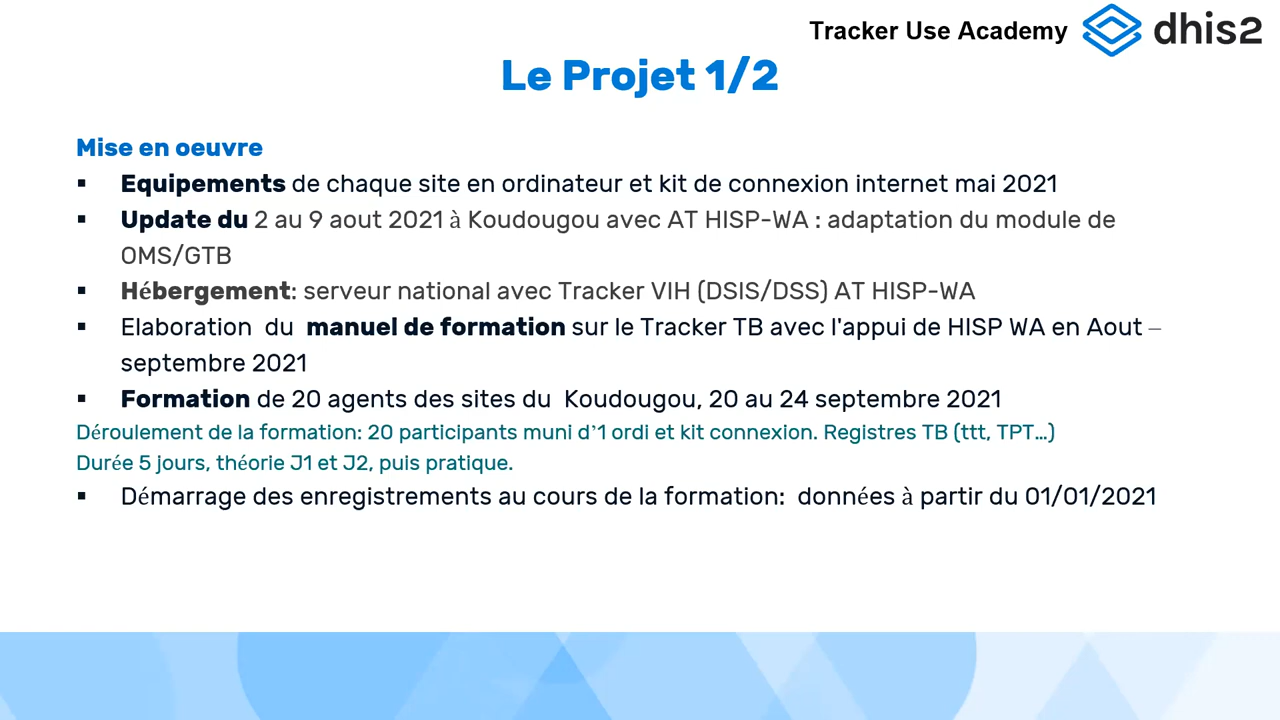 Tracker Use Academy dhis2
Le Projet 1/2
Mise en oeuvre
▪ Equipements de chaque site en ordinateur et kit de connexion internet mai 2021
▪ Update du 2 au 9 aout 2021 à Koudougou avec AT HISP-WA : adaptation du module de
OMS/GTB
▪ Hébergement: serveur national avec Tracker VIH (DSIS/DSS) AT HISP-WA
▪ Elaboration du manuel de formation sur le Tracker TB avec l'appui de HISP WA en Aout –
septembre 2021
▪ Formation de 20 agents des sites du Koudougou, 20 au 24 septembre 2021
Déroulement de la formation: 20 participants muni d’1 ordi et kit connexion. Registres TB (ttt, TPT…)
Durée 5 jours, théorie J1 et J2, puis pratique.
▪ Démarrage des enregistrements au cours de la formation: données à partir du 01/01/2021